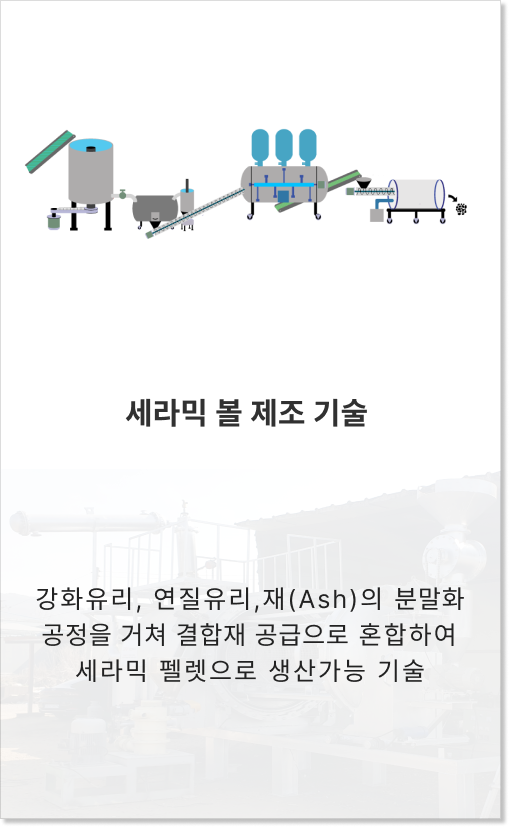 세라믹 볼 제조 기술
강화유리, 연질유리,재(Ash)의 분말화
공정을 거쳐 결합재 공급으로 혼합하여
세라믹 펠렛으로 생산가능 기술